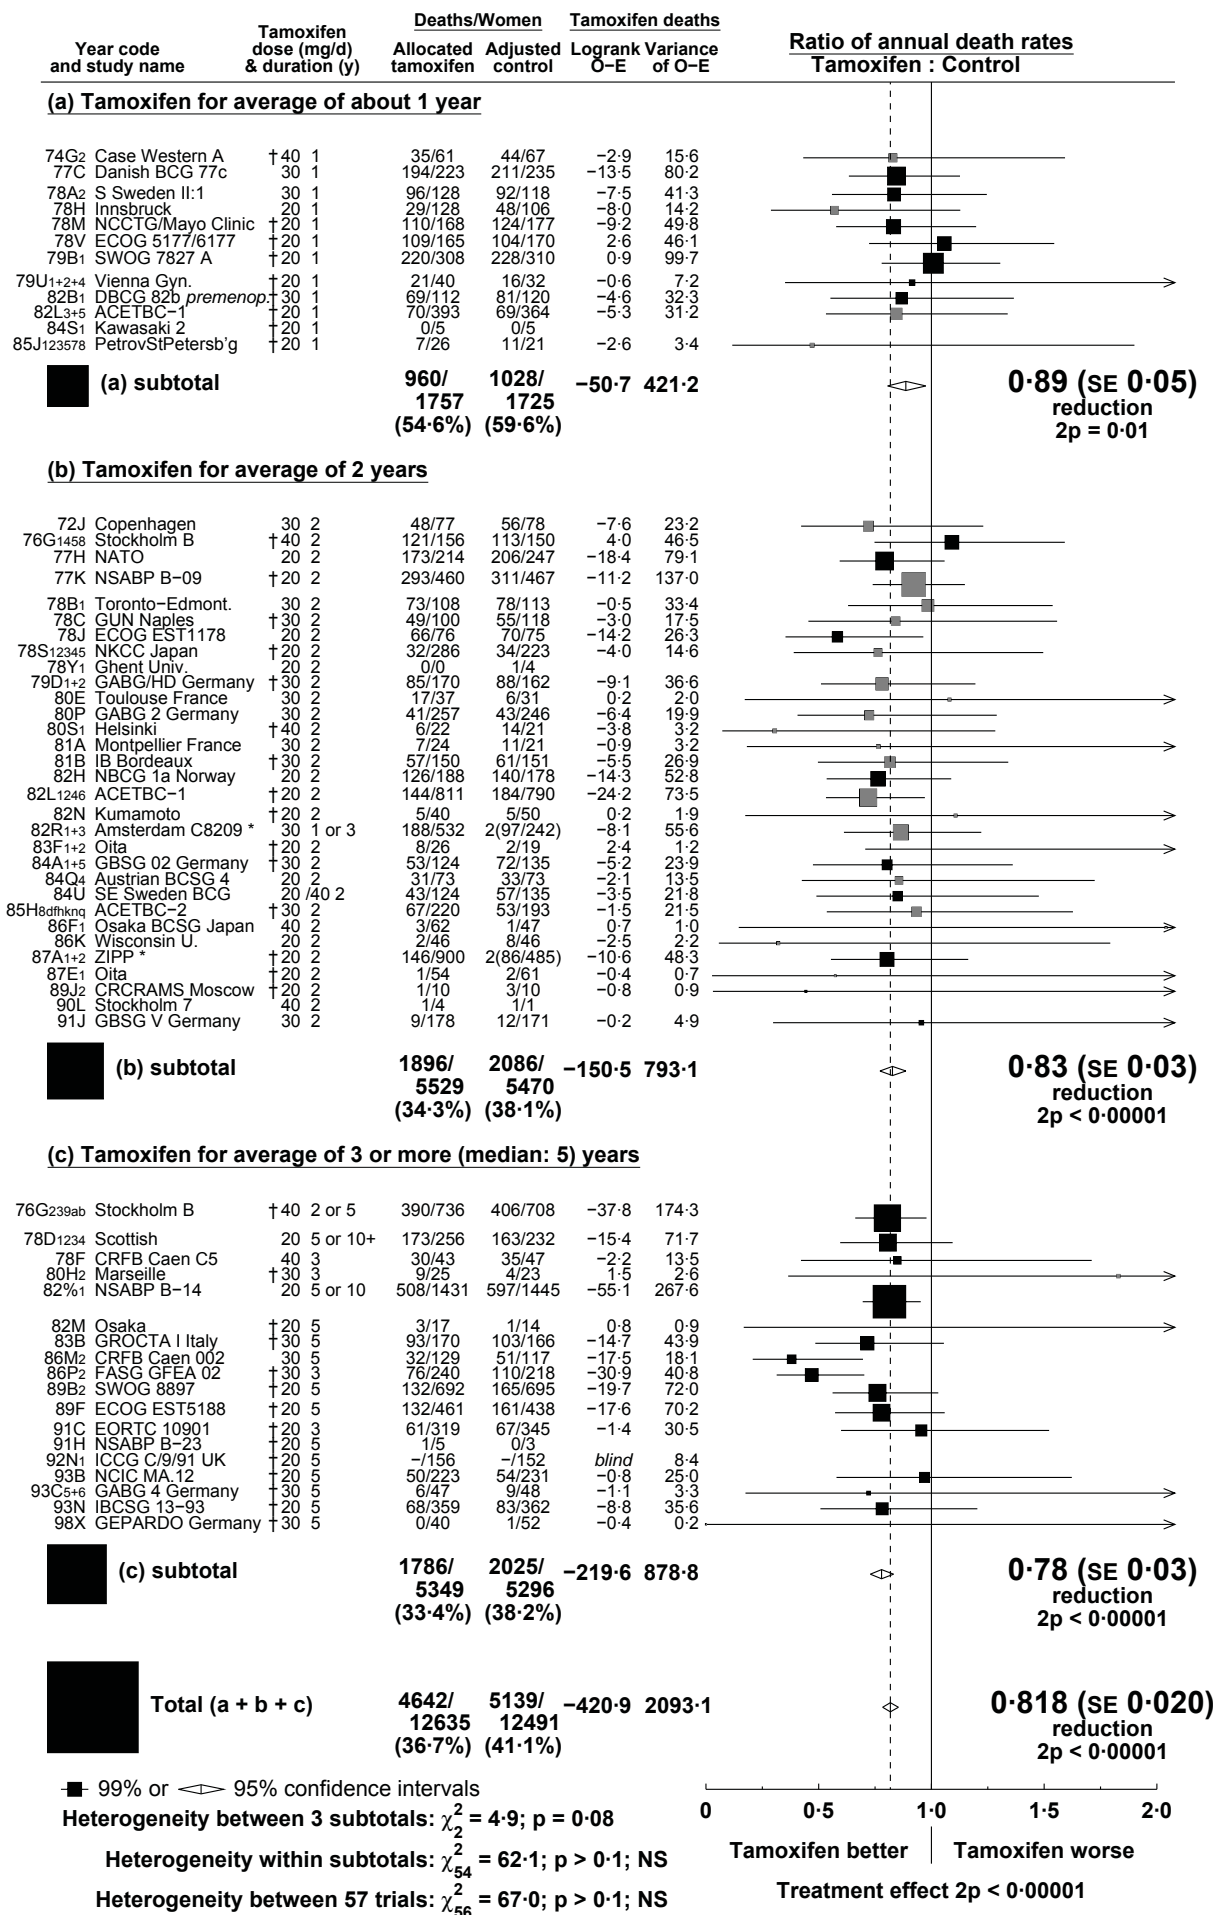 Year code and study name | Tamoxifen dose (mg/d) & duration (y) | Deaths/Women Allocated tamoxifen | Deaths/Women Adjusted control | Tamoxifen deaths Logrank O–E | Tamoxifen deaths Variance of O–E | Ratio of annual death rates Tamoxifen : Control
(a) Tamoxifen for average of about 1 year
74G2 Case Western A †40 1 35/61 44/67 −2·9 15·6
77C Danish BCG 77c 30 1 194/223 211/235 −13·5 80·2
78A2 S Sweden II:1 30 1 96/128 92/118 −7·5 41·3
78H Innsbruck 20 1 29/128 48/106 −8·0 14·2
78M NCCTG/Mayo Clinic †20 1 110/168 124/177 −9·2 49·8
78V ECOG 5177/6177 †20 1 109/165 104/170 2·6 46·1
79B1 SWOG 7827 A †20 1 220/308 228/310 0·9 99·7
79U1+2+4 Vienna Gyn. †20 1 21/40 16/32 −0·6 7·2
82B1 DBCG 82b premenop. †30 1 69/112 81/120 −4·6 32·3
82L3+5 ACETBC−1 †20 1 70/393 69/364 −5·3 31·2
84S1 Kawasaki 2 †20 1 0/5 0/5
85J123578 PetrovStPetersb'g †20 1 7/26 11/21 −2·6 3·4
(a) subtotal 960/1757 (54·6%) 1028/1725 (59·6%) −50·7 421·2 0·89 (SE 0·05)
reduction
2p = 0·01
(b) Tamoxifen for average of 2 years
72J Copenhagen 30 2 48/77 56/78 −7·6 23·2
76G1458 Stockholm B †40 2 121/156 113/150 4·0 46·5
77H NATO 20 2 173/214 206/247 −18·4 79·1
77K NSABP B−09 †20 2 293/460 311/467 −11·2 137·0
78B1 Toronto−Edmont. 30 2 73/108 78/113 −0·5 33·4
78C GUN Naples †30 2 49/100 55/118 −3·0 17·5
78J ECOG EST1178 20 2 66/76 70/75 −14·2 26·3
78S12345 NKCC Japan †20 2 32/286 34/223 −4·0 14·6
78Y1 Ghent Univ. 20 2 0/0 1/4
79D1+2 GABG/HD Germany †30 2 85/170 88/162 −9·1 36·6
80E Toulouse France 30 2 17/37 6/31 0·2 2·0
80P GABG 2 Germany 30 2 41/257 43/246 −6·4 19·9
80S1 Helsinki †40 2 6/22 14/21 −3·8 3·2
81A Montpellier France 30 2 7/24 11/21 −0·9 3·2
81B IB Bordeaux †30 2 57/150 61/151 −5·5 26·9
82H NBCG 1a Norway 20 2 126/188 140/178 −14·3 52·8
82L1246 ACETBC−1 †20 2 144/811 184/790 −24·2 73·5
82N Kumamoto †20 2 5/40 5/50 0·2 1·9
82R1+3 Amsterdam C8209 * 30 1 or 3 188/532 2(97/242) −8·1 55·6
83F1+2 Oita †20 2 8/26 2/19 2·4 1·2
84A1+5 GBSG 02 Germany †30 2 53/124 72/135 −5·2 23·9
84Q4 Austrian BCSG 4 20 2 31/73 33/73 −2·1 13·5
84U SE Sweden BCG 20 /40 2 43/124 57/135 −3·5 21·8
85H8dfhknq ACETBC−2 †30 2 67/220 53/193 −1·5 21·5
86F1 Osaka BCSG Japan 40 2 3/62 1/47 0·7 1·0
86K Wisconsin U. 20 2 2/46 8/46 −2·5 2·2
87A1+2 ZIPP * †20 2 146/900 2(86/485) −10·6 48·3
87E1 Oita †20 2 1/54 2/61 −0·4 0·7
89J2 CRCRAMS Moscow †20 2 1/10 3/10 −0·8 0·9
90L Stockholm 7 40 2 1/4 1/1
91J GBSG V Germany 30 2 9/178 12/171 −0·2 4·9
(b) subtotal 1896/5529 (34·3%) 2086/5470 (38·1%) −150·5 793·1 0·83 (SE 0·03)
reduction
2p < 0·00001
(c) Tamoxifen for average of 3 or more (median: 5) years
76G239ab Stockholm B †40 2 or 5 390/736 406/708 −37·8 174·3
78D1234 Scottish 20 5 or 10+ 173/256 163/232 −15·4 71·7
78F CRFB Caen C5 40 3 30/43 35/47 −2·2 13·5
80H2 Marseille †30 3 9/25 4/23 1·5 2·6
82%1 NSABP B−14 20 5 or 10 508/1431 597/1445 −55·1 267·6
82M Osaka †20 5 3/17 1/14 0·8 0·9
83B GROCTA I Italy †30 5 93/170 103/166 −14·7 43·9
86M2 CRFB Caen 002 30 5 32/129 51/117 −17·5 18·1
86P2 FASG GFEA 02 †30 3 76/240 110/218 −30·9 40·8
89B2 SWOG 8897 †20 5 132/692 165/695 −19·7 72·0
89F ECOG EST5188 †20 5 132/461 161/438 −17·6 70·2
91C EORTC 10901 †20 3 61/319 67/345 −1·4 30·5
91H NSABP B−23 †20 5 1/5 0/3
92N1 ICCG C/9/91 UK †20 5 −/156 −/152 blind 8·4
93B NCIC MA.12 †20 5 50/223 54/231 −0·8 25·0
93C5+6 GABG 4 Germany †30 5 6/47 9/48 −1·1 3·3
93N IBCSG 13−93 †20 5 68/359 83/362 −8·8 35·6
98X GEPARDO Germany †30 5 0/40 1/52 −0·4 0·2
(c) subtotal 1786/5349 (33·4%) 2025/5296 (38·2%) −219·6 878·8 0·78 (SE 0·03)
reduction
2p < 0·00001
Total (a + b + c) 4642/12635 (36·7%) 5139/12491 (41·1%) −420·9 2093·1 0·818 (SE 0·020)
reduction
2p < 0·00001
99% or 95% confidence intervals
0 0·5 1·0 1·5 2·0
Heterogeneity between 3 subtotals: χ²₂ = 4·9; p = 0·08
Tamoxifen better Tamoxifen worse
Heterogeneity within subtotals: χ²₅₄ = 62·1; p > 0·1; NS
Treatment effect 2p < 0·00001
Heterogeneity between 57 trials: χ²₅₆ = 67·0; p > 0·1; NS